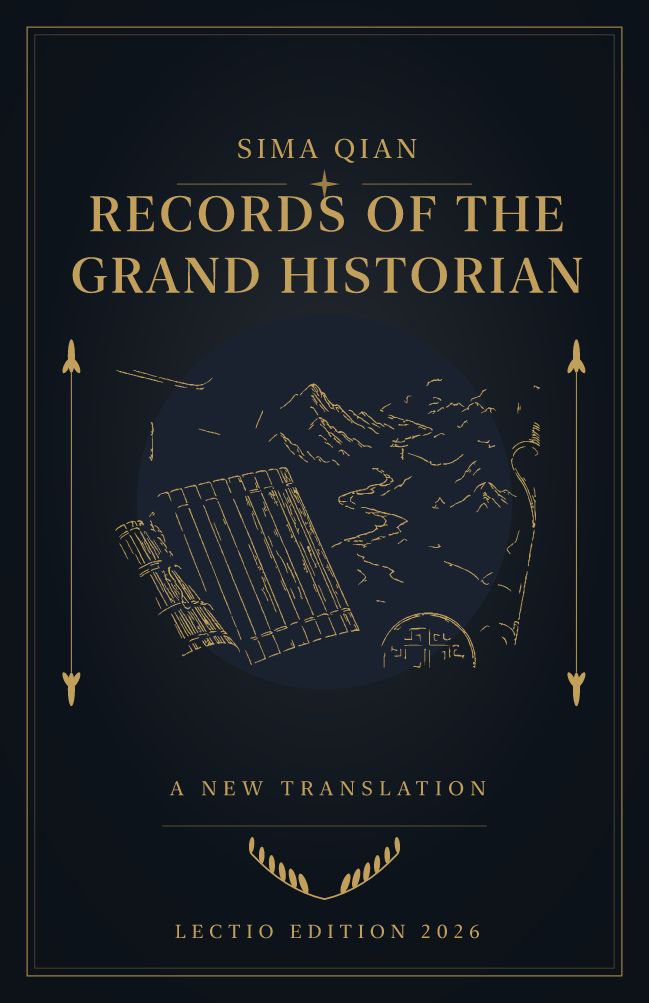 SIMA QIAN
RECORDS OF THE
GRAND HISTORIAN
A NEW TRANSLATION
LECTIO EDITION 2026